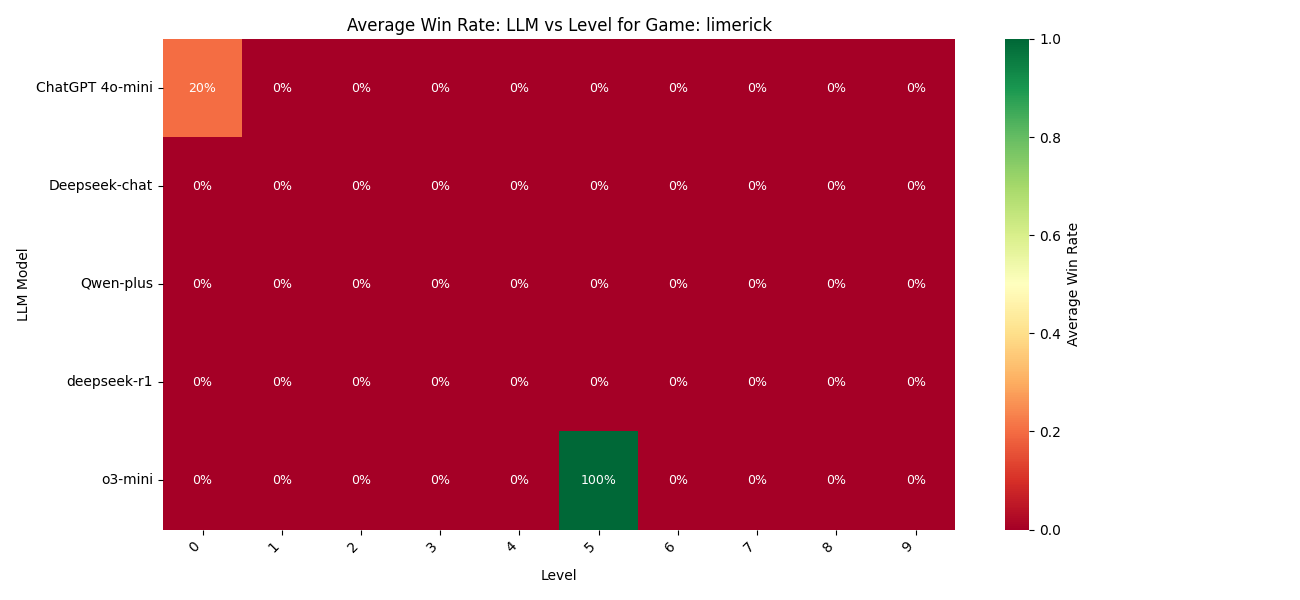 Average Win Rate: LLM vs Level for Game: limerick
LLM Model
ChatGPT 4o-mini 20% 0% 0% 0% 0% 0% 0% 0% 0% 0%
Deepseek-chat 0% 0% 0% 0% 0% 0% 0% 0% 0% 0%
Qwen-plus 0% 0% 0% 0% 0% 0% 0% 0% 0% 0%
deepseek-r1 0% 0% 0% 0% 0% 0% 0% 0% 0% 0%
o3-mini 0% 0% 0% 0% 0% 100% 0% 0% 0% 0%
0 1 2 3 4 5 6 7 8 9
Level
1.0
0.8
0.6
0.4
0.2
0.0
Average Win Rate